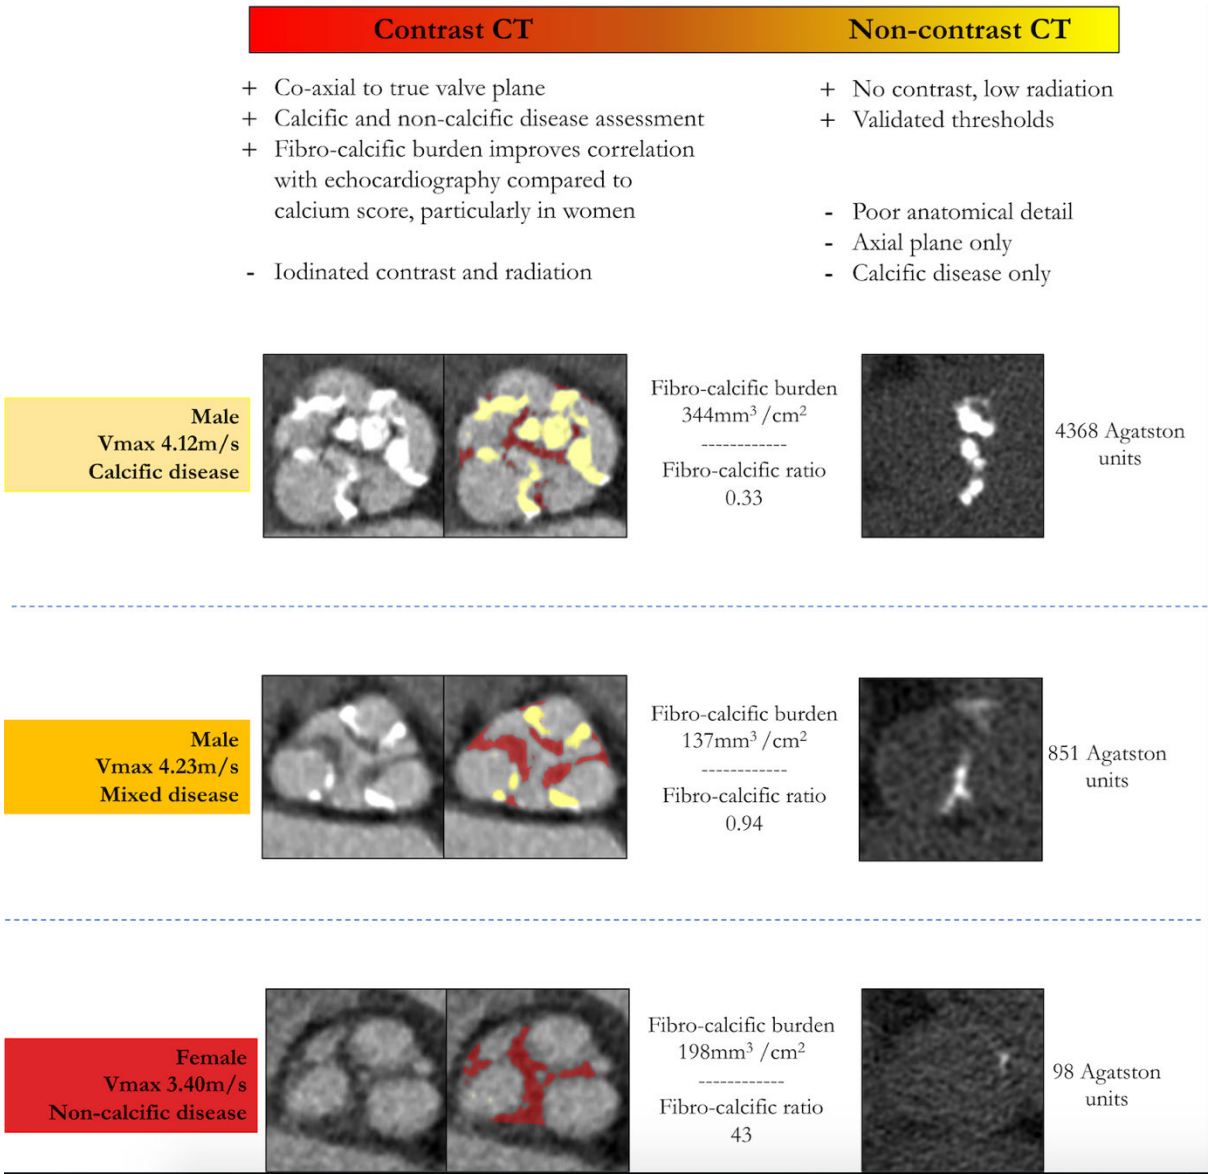 Contrast CT
Non-contrast CT
+ Co-axial to true valve plane
+ Calcific and non-calcific disease assessment
+ Fibro-calcific burden improves correlation
with echocardiography compared to
calcium score, particularly in women
- Iodinated contrast and radiation
+ No contrast, low radiation
+ Validated thresholds
- Poor anatomical detail
- Axial plane only
- Calcific disease only
Male
Vmax 4.12m/s
Calcific disease
Fibro-calcific burden
344mm³ /cm²
------------
Fibro-calcific ratio
0.33
4368 Agatston
units
Male
Vmax 4.23m/s
Mixed disease
Fibro-calcific burden
137mm³ /cm²
------------
Fibro-calcific ratio
0.94
851 Agatston
units
Female
Vmax 3.40m/s
Non-calcific disease
Fibro-calcific burden
198mm³ /cm²
------------
Fibro-calcific ratio
43
98 Agatston
units